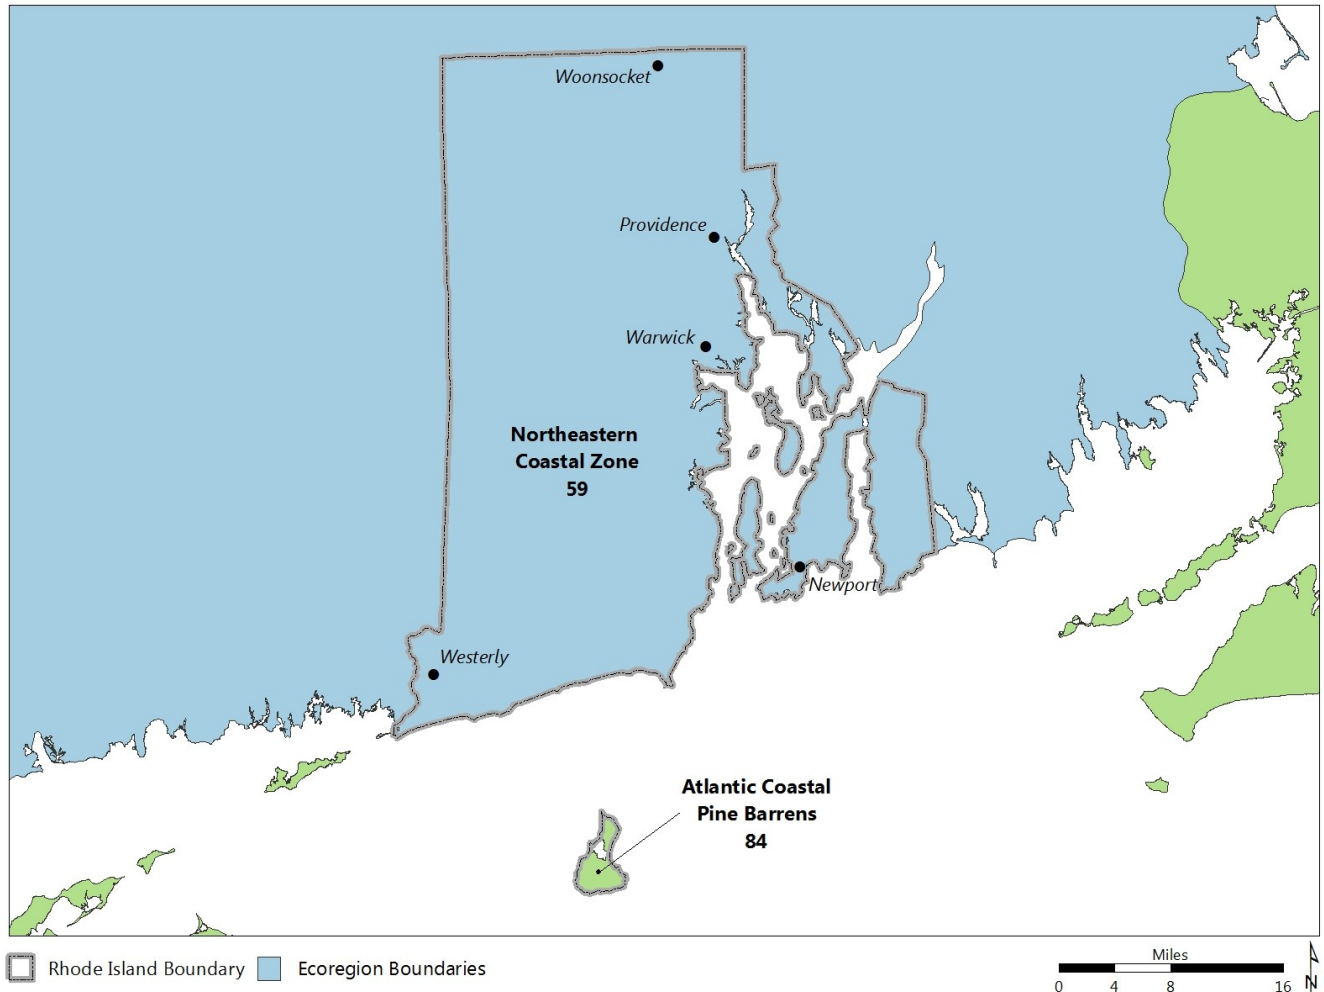 Woonsocket
Providence
Warwick
Northeastern
Coastal Zone
59
Newport
Westerly
Atlantic Coastal
Pine Barrens
84
Rhode Island Boundary
Ecoregion Boundaries
Miles
0 4 8 16
N